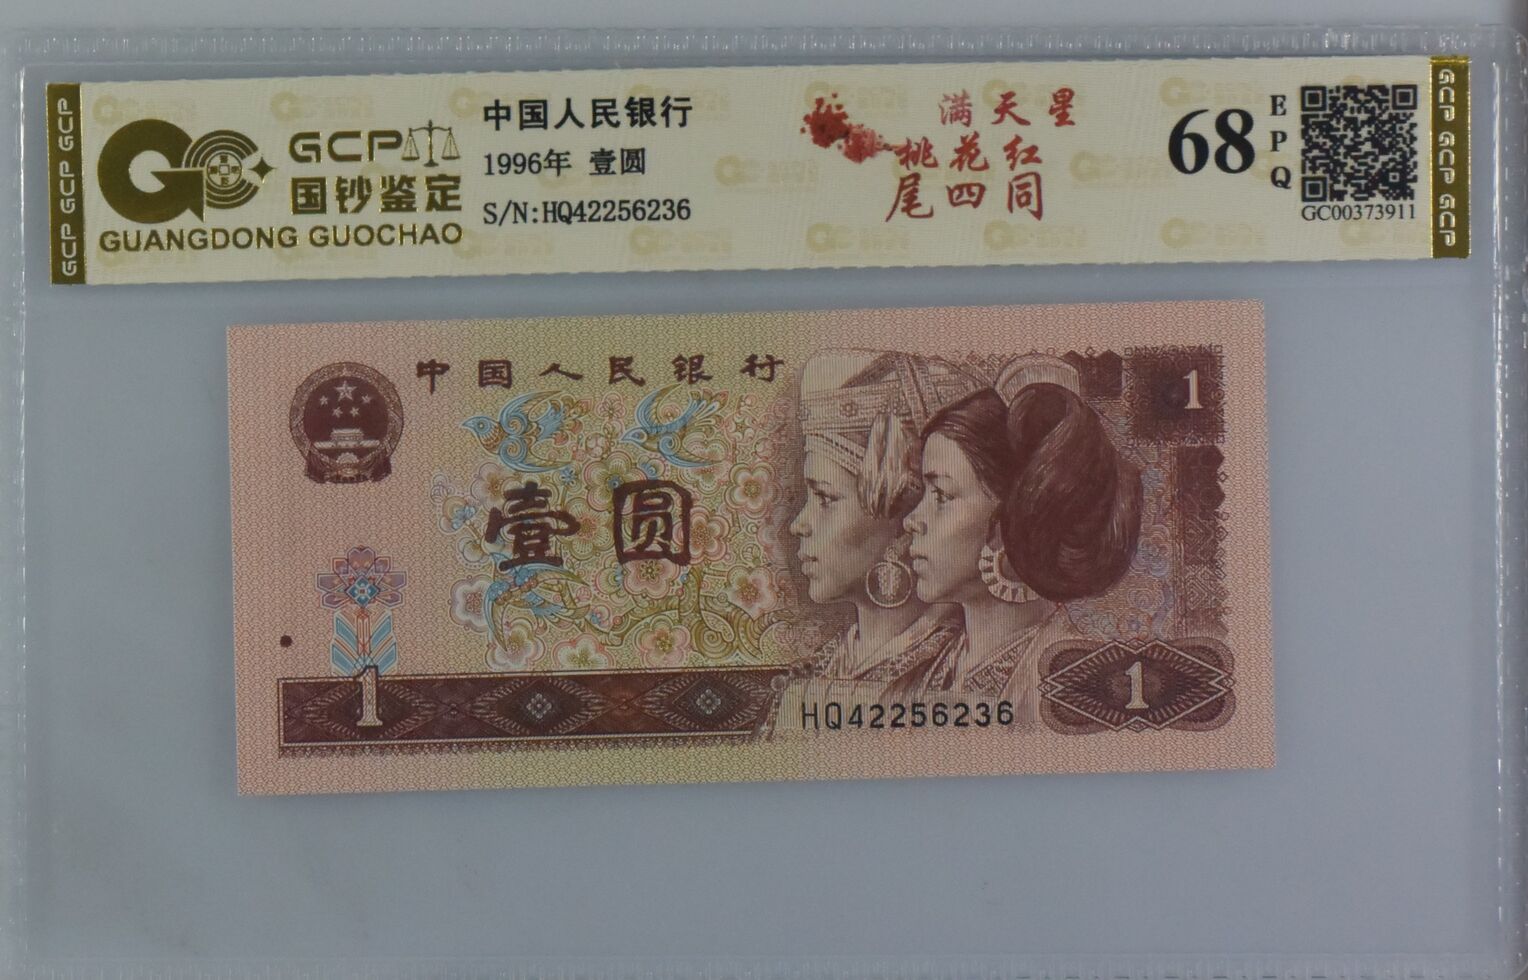 GCP GCP GCP
GCP
国钞鉴定
GUANGDONG GUOCHAO
中国人民银行
1996年 壹圆
S/N:HQ42256236
满天星
桃花红
尾四同
68
EPQ
GC00373911
GCP GCP GCP
中国人民银行
1
壹圆
1
1
HQ42256236